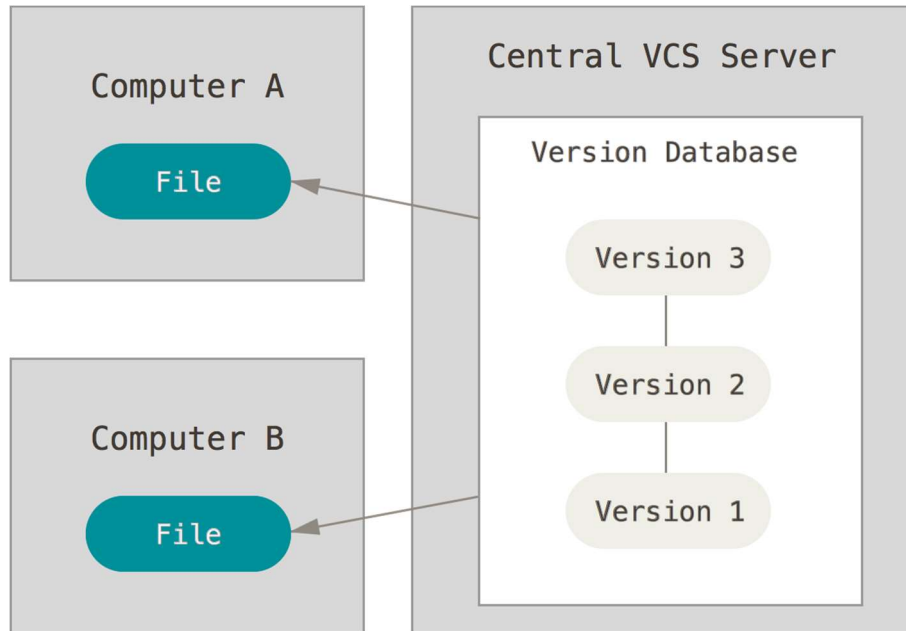 Computer A
File
Computer B
File
Central VCS Server
Version Database
Version 3
Version 2
Version 1